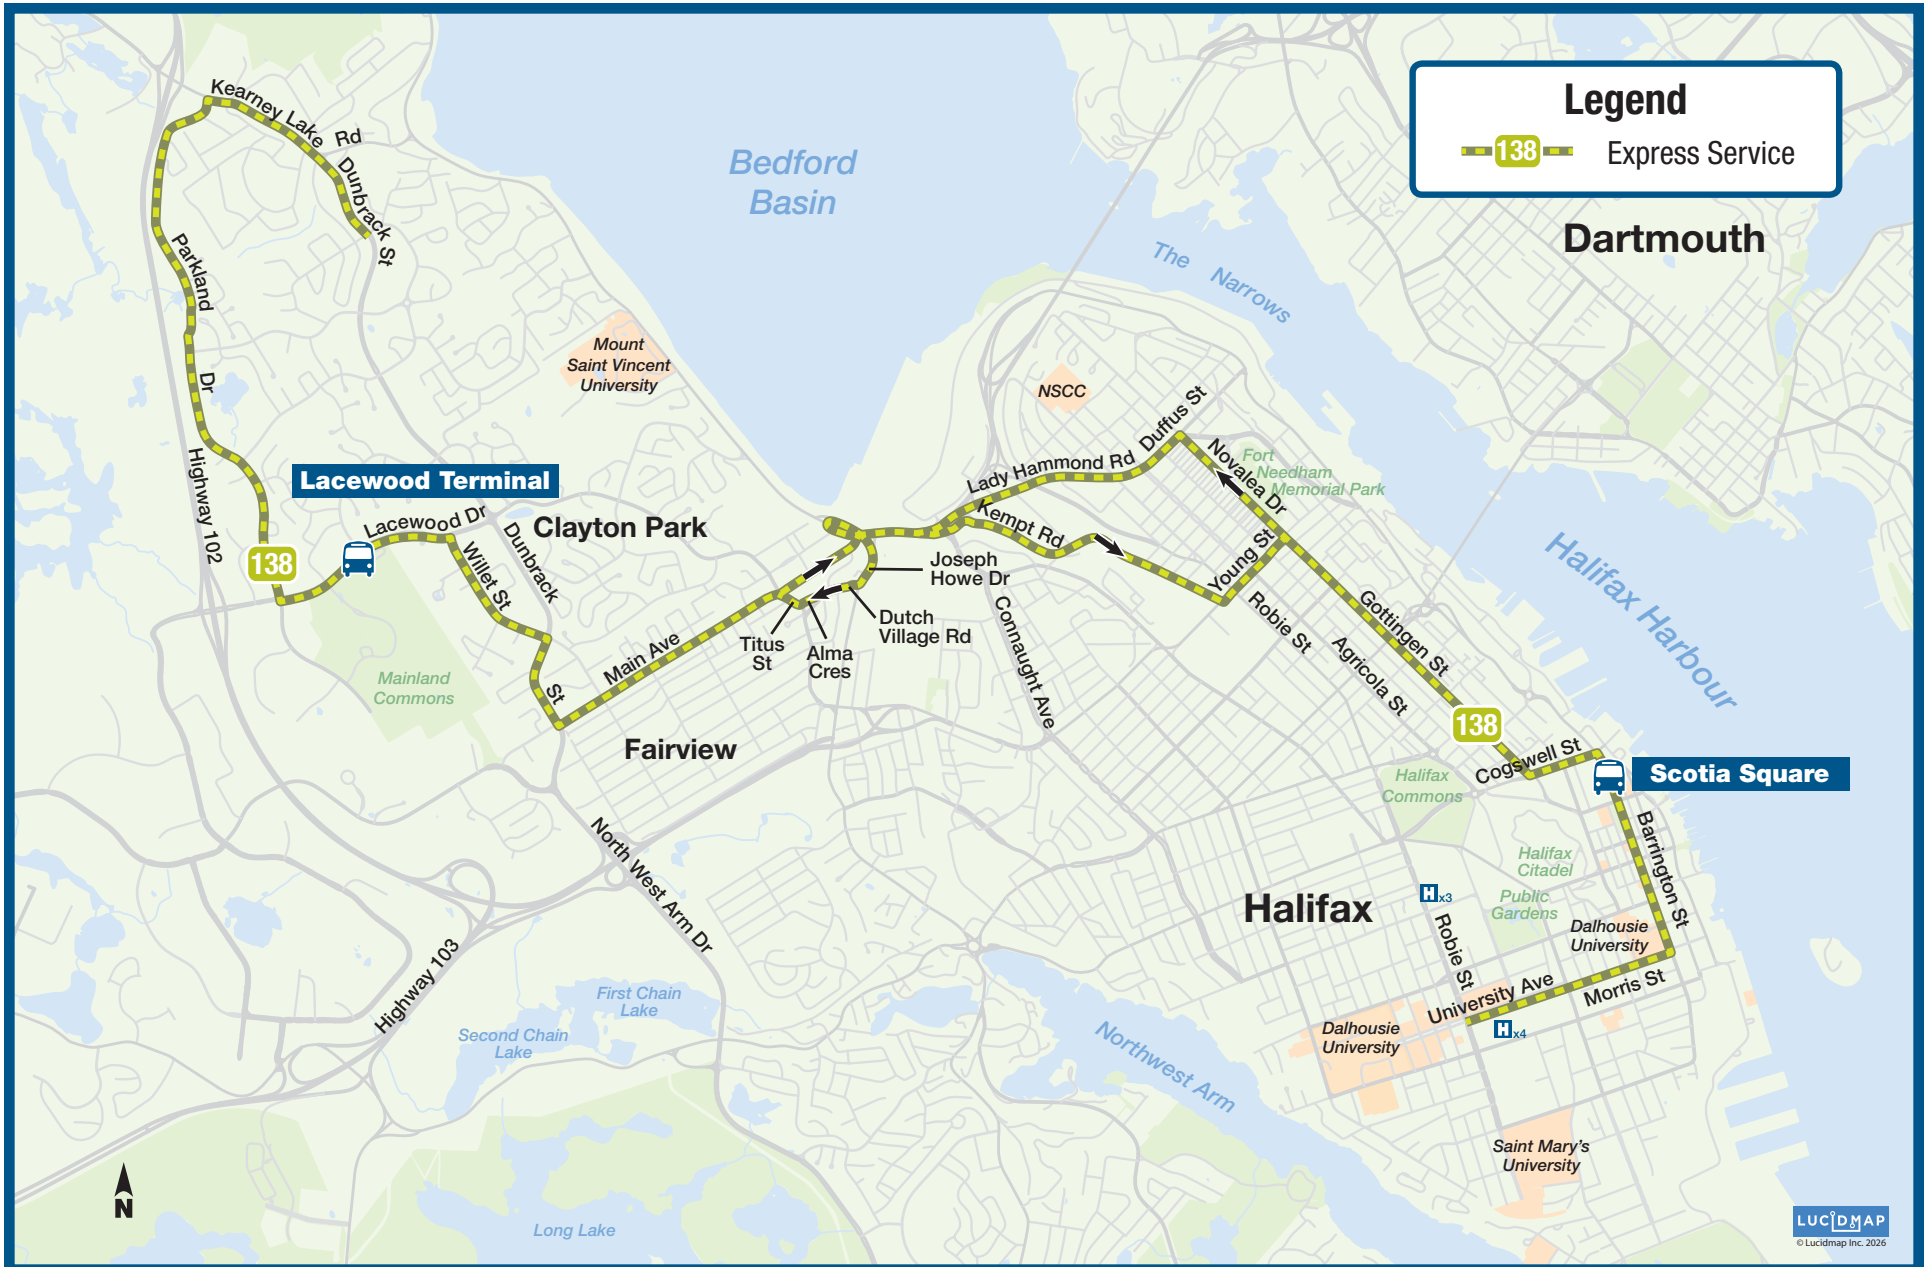 Legend
138
Express Service
Kearney Lake
Rd
Dunbrack
St
Parkland
Dr
Highway 102
Bedford
Basin
The Narrows
Dartmouth
Mount
Saint Vincent
University
NSCC
Lady Hammond Rd
Duffus St
Novalea Dr
Fort
Needham
Memorial Park
Lacewood Terminal
Lacewood Dr
Clayton Park
138
Willet St
Dunbrack
St
Kempt Rd
Young St
Joseph
Howe Dr
Dutch
Village Rd
Titus
St
Alma
Cres
Main Ave
Connaught Ave
Robie St
Agricola St
Gottingen St
Halifax Harbour
Mainland
Commons
Fairview
138
Cogswell St
Scotia Square
Halifax
Commons
Barrington St
North West Arm Dr
Halifax
Citadel
Public
Gardens
Halifax
H x3
Robie St
Dalhousie
University
Highway 103
First Chain
Lake
Second Chain
Lake
University Ave
Morris St
H x4
Dalhousie
University
Northwest Arm
Saint Mary's
University
N
Long Lake
LUCIDMAP
© Lucidmap Inc. 2026